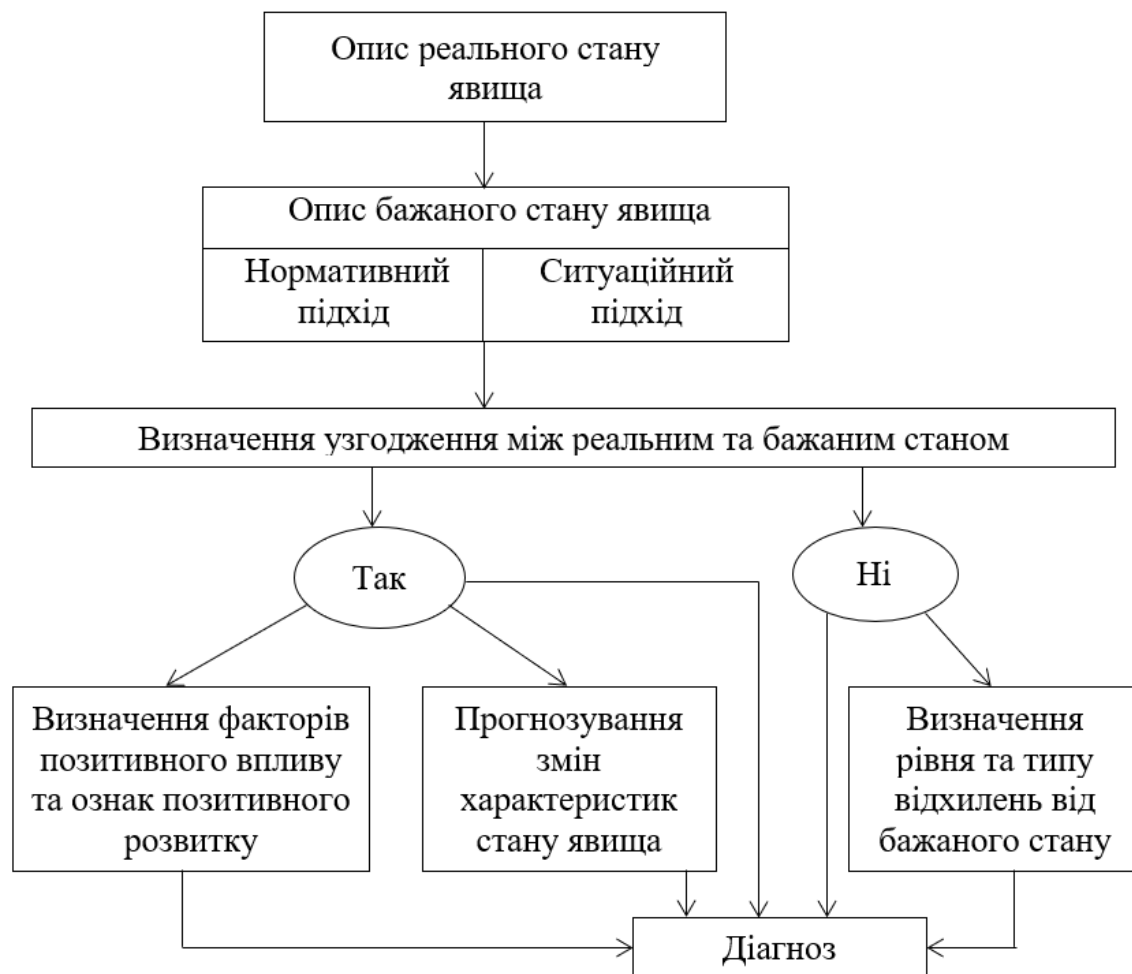 Опис реального стану
явища
Опис бажаного стану явища
Нормативний
підхід
Ситуаційний
підхід
Визначення узгодження між реальним та бажаним станом
Так
Ні
Визначення факторів
позитивного впливу
та ознак позитивного
розвитку
Прогнозування
змін
характеристик
стану явища
Визначення
рівня та типу
відхилень від
бажаного стану
Діагноз